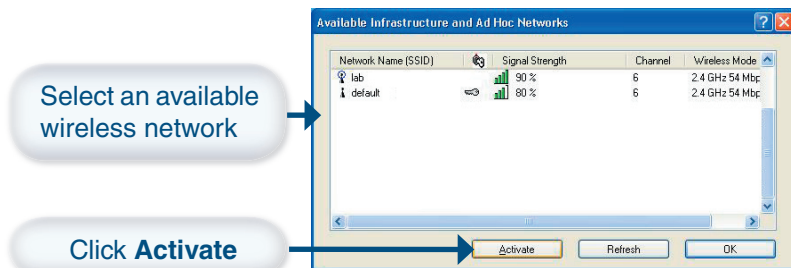 Available Infrastructure and Ad Hoc Networks
Network Name (SSID) Signal Strength Channel Wireless Mode
lab 90 % 6 2.4 GHz 54 Mbp
default 80 % 6 2.4 GHz 54 Mbp
Select an available
wireless network
Click Activate
Activate Refresh OK